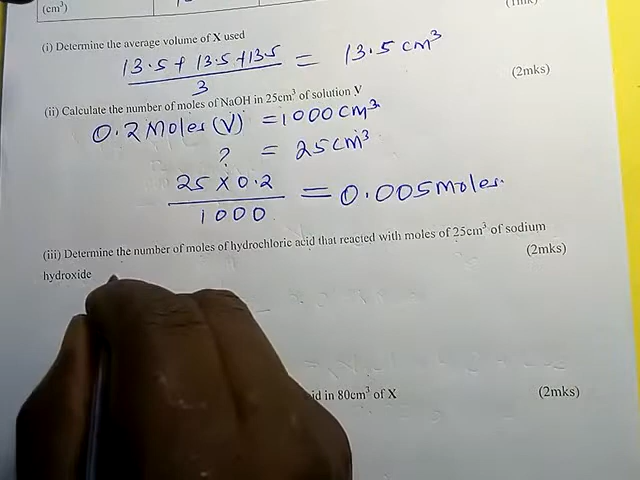 (cm³)
(i) Determine the average volume of X used
13.5 + 13.5 + 13.5 = 13.5 cm³
3
(2mks)
(ii) Calculate the number of moles of NaOH in 25cm³ of solution V
0.2 Moles (V) = 1000 cm³
? = 25 cm³
25 X 0.2 = 0.005 moles.
1000
(iii) Determine the number of moles of hydrochloric acid that reacted with moles of 25cm³ of sodium
hydroxide (2mks)
in 80cm³ of X (2mks)